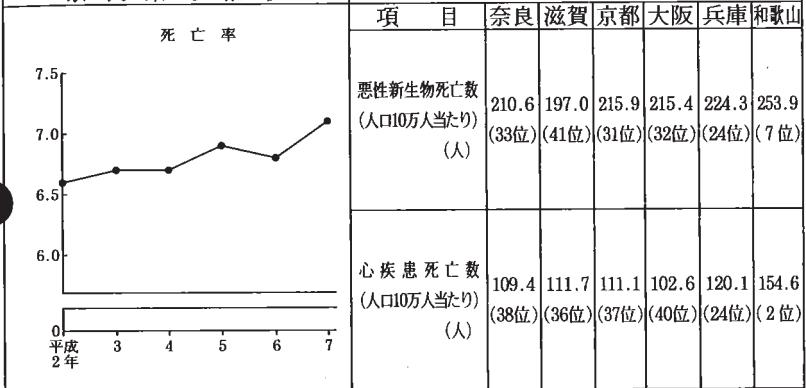 死亡率
7.5
7.0
6.5
6.0
0
平成2年 3 4 5 6 7
項目 奈良 滋賀 京都 大阪 兵庫 和歌山
悪性新生物死亡数
(人口10万人当たり)
(人)
210.6 197.0 215.9 215.4 224.3 253.9
(33位) (41位) (31位) (32位) (24位) (7位)
心疾患死亡数
(人口10万人当たり)
(人)
109.4 111.7 111.1 102.6 120.1 154.6
(38位) (36位) (37位) (40位) (24位) (2位)